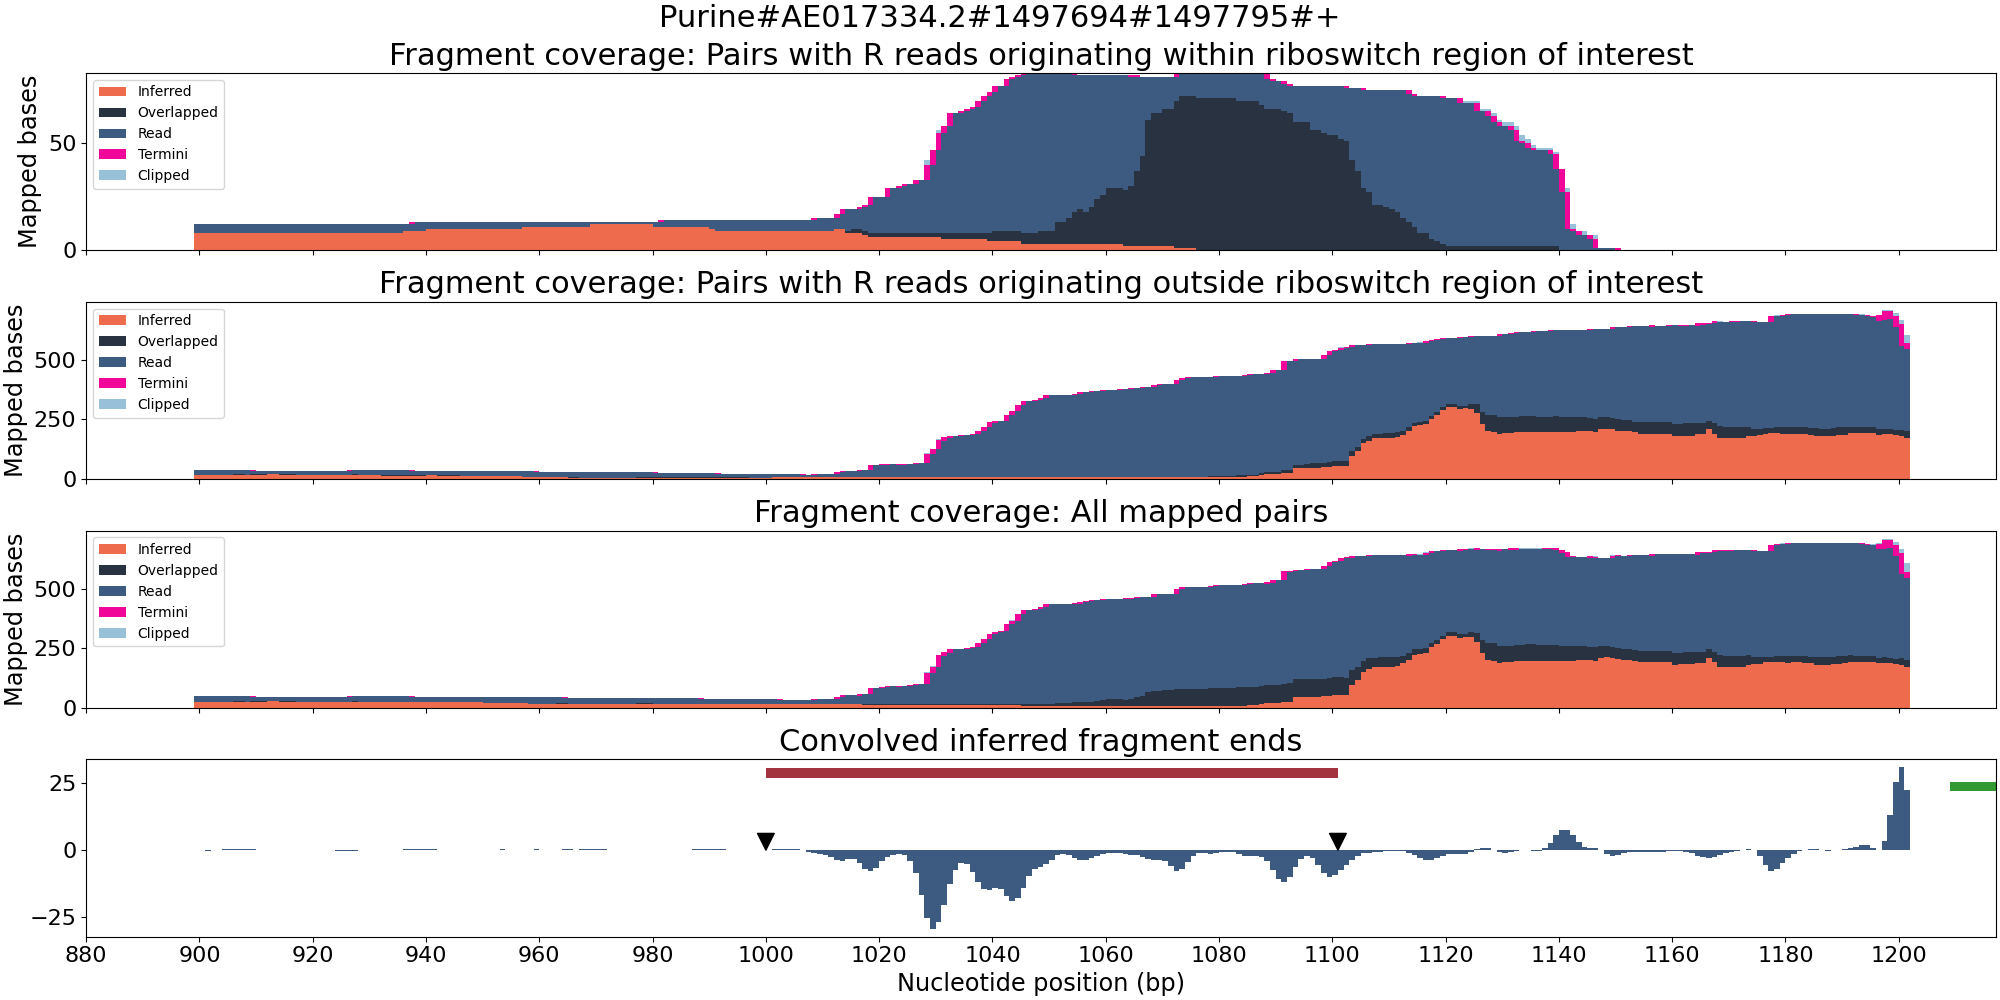 Purine#AE017334.2#1497694#1497795#+
Fragment coverage: Pairs with R reads originating within riboswitch region of interest
Mapped bases
50
0
Inferred
Overlapped
Read
Termini
Clipped
Fragment coverage: Pairs with R reads originating outside riboswitch region of interest
Mapped bases
500
250
0
Inferred
Overlapped
Read
Termini
Clipped
Fragment coverage: All mapped pairs
Mapped bases
500
250
0
Inferred
Overlapped
Read
Termini
Clipped
Convolved inferred fragment ends
25
0
−25
880 900 920 940 960 980 1000 1020 1040 1060 1080 1100 1120 1140 1160 1180 1200
Nucleotide position (bp)